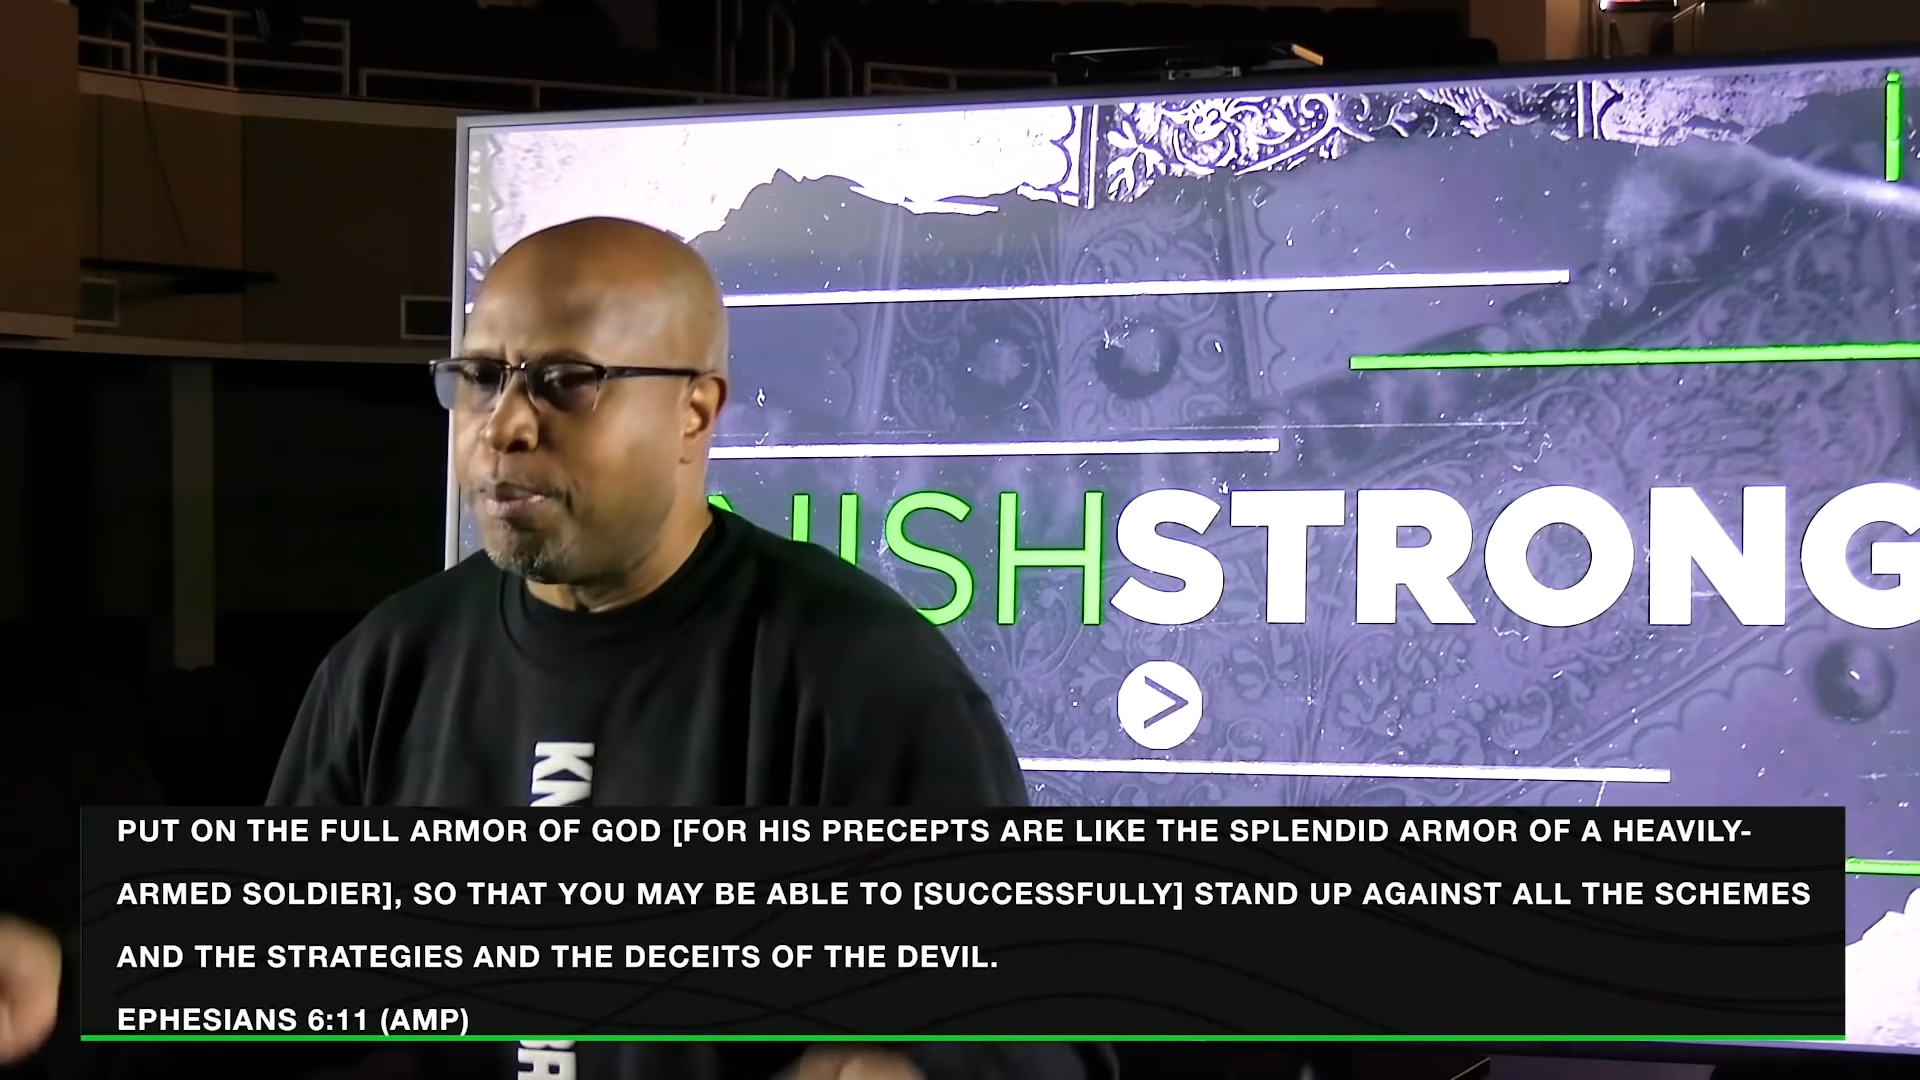 ISHSTRONG
>
PUT ON THE FULL ARMOR OF GOD [FOR HIS PRECEPTS ARE LIKE THE SPLENDID ARMOR OF A HEAVILY-
ARMED SOLDIER], SO THAT YOU MAY BE ABLE TO [SUCCESSFULLY] STAND UP AGAINST ALL THE SCHEMES
AND THE STRATEGIES AND THE DECEITS OF THE DEVIL.
EPHESIANS 6:11 (AMP)